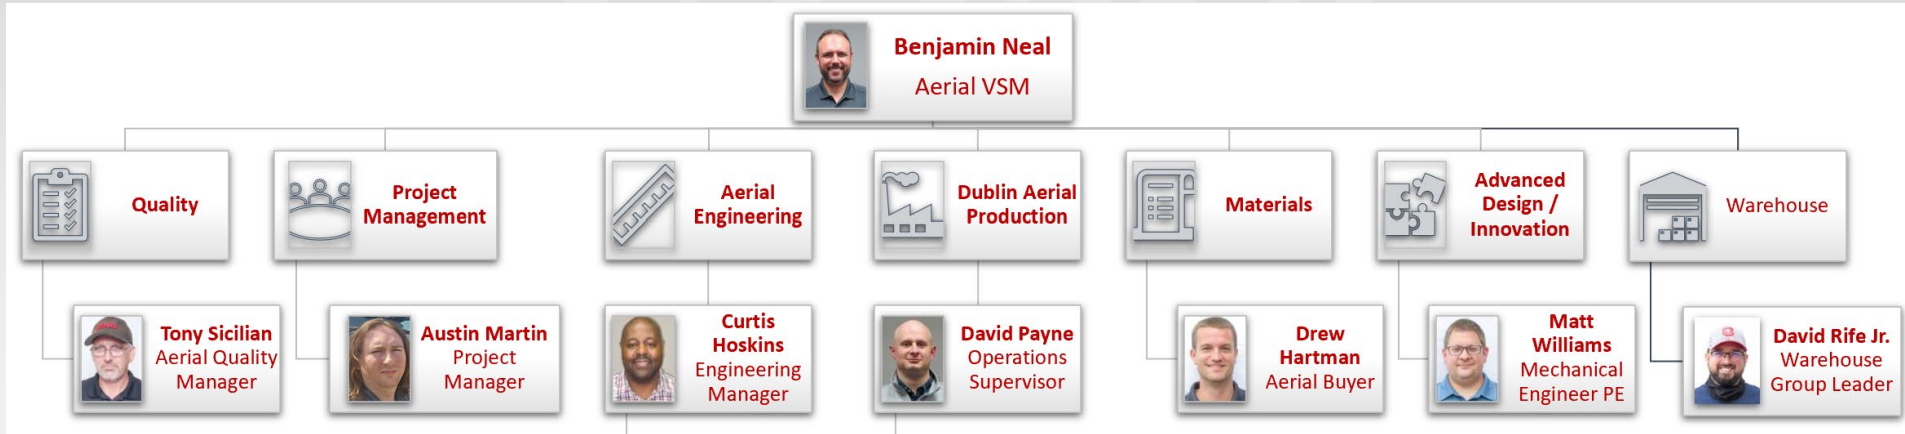 Benjamin Neal
Aerial VSM
Quality
Project
Management
Aerial
Engineering
Dublin Aerial
Production
Materials
Advanced
Design /
Innovation
Warehouse
Tony Sicilian
Aerial Quality
Manager
Austin Martin
Project
Manager
Curtis
Hoskins
Engineering
Manager
David Payne
Operations
Supervisor
Drew
Hartman
Aerial Buyer
Matt
Williams
Mechanical
Engineer PE
David Rife Jr.
Warehouse
Group Leader